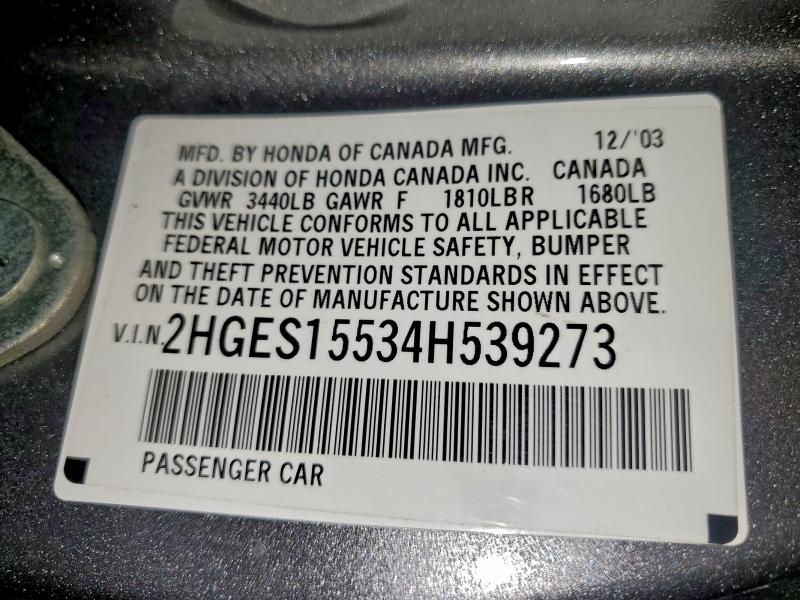 MFD. BY HONDA OF CANADA MFG. 12/'03
A DIVISION OF HONDA CANADA INC. CANADA
GVWR 3440LB GAWR F 1810LBR 1680LB
THIS VEHICLE CONFORMS TO ALL APPLICABLE
FEDERAL MOTOR VEHICLE SAFETY, BUMPER
AND THEFT PREVENTION STANDARDS IN EFFECT
ON THE DATE OF MANUFACTURE SHOWN ABOVE.
V.I.N. 2HGES15534H539273
PASSENGER CAR